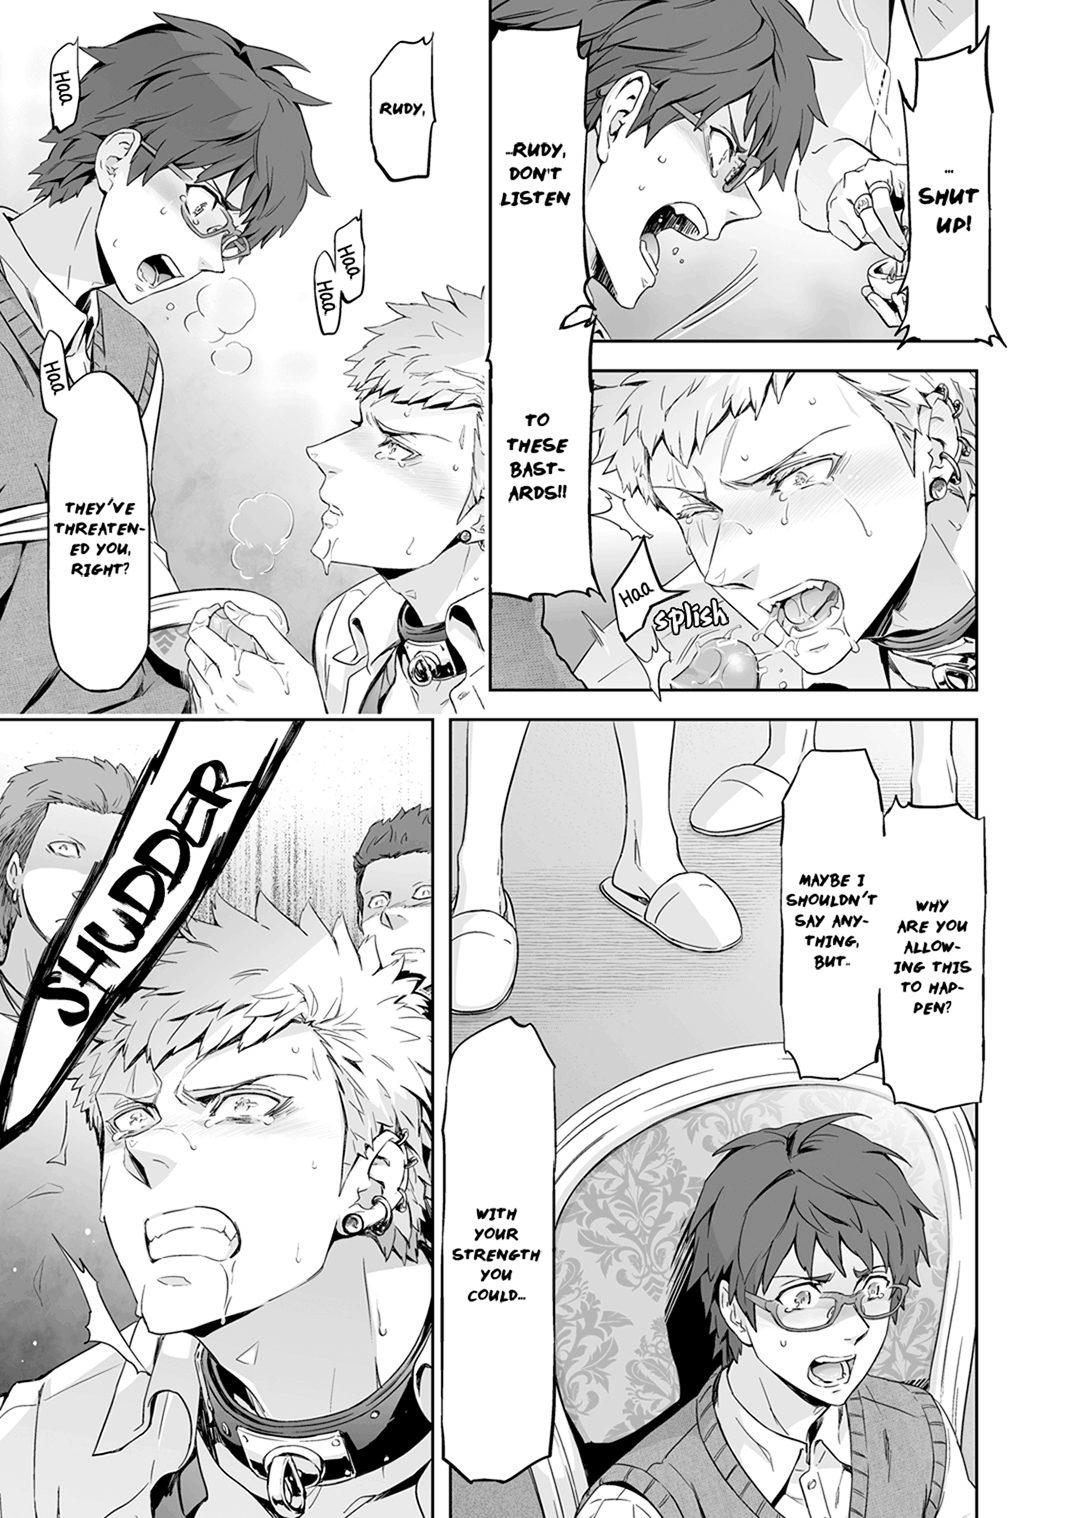 ...
SHUT
UP!
...RUDY,
DON'T
LISTEN
TO
THESE
BAST-
ARDS!!
Haa
splish
RUDY,
Haa
Haa
Haa
Haa
THEY'VE
THREATEN-
ED YOU,
RIGHT?
WHY
ARE YOU
ALLOW-
ING THIS
TO HAP-
PEN?
MAYBE I
SHOULDN'T
SAY ANY-
THING,
BUT..
WITH
YOUR
STRENGTH
YOU
COULD...
SHUDDER